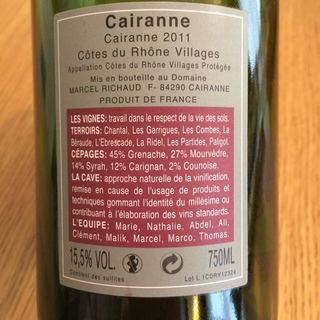 Cairanne
Cairanne 2011
Côtes du Rhône Villages
Appellation Côtes du Rhône Villages Protégée
Mis en bouteille au Domaine
MARCEL RICHAUD F- 84290 CAIRANNE
PRODUIT DE FRANCE
LES VIGNES: travail dans le respect de la vie des sols.
TERROIRS: Chantal, Les Garrigues, Les Combes, La
Béraude, L'Ebrescade, La Ridel, Les Partides, Paligot.
CÉPAGES: 45% Grenache, 27% Mourvèdre,
14% Syrah, 12% Carignan, 2% Counoise.
LA CAVE: approche naturelle de la vinification,
remise en cause de l'usage de produits et
techniques gommant l'identité du millésime ou
contribuant à l'élaboration des vins standards.
L'EQUIPE: Marie, Nathalie, Abdel, Ali,
Clément, Malik, Marcel, Marco, Thomas.
15,5% VOL. 750ML
Contient des sulfites Lot L 1CDRV12324